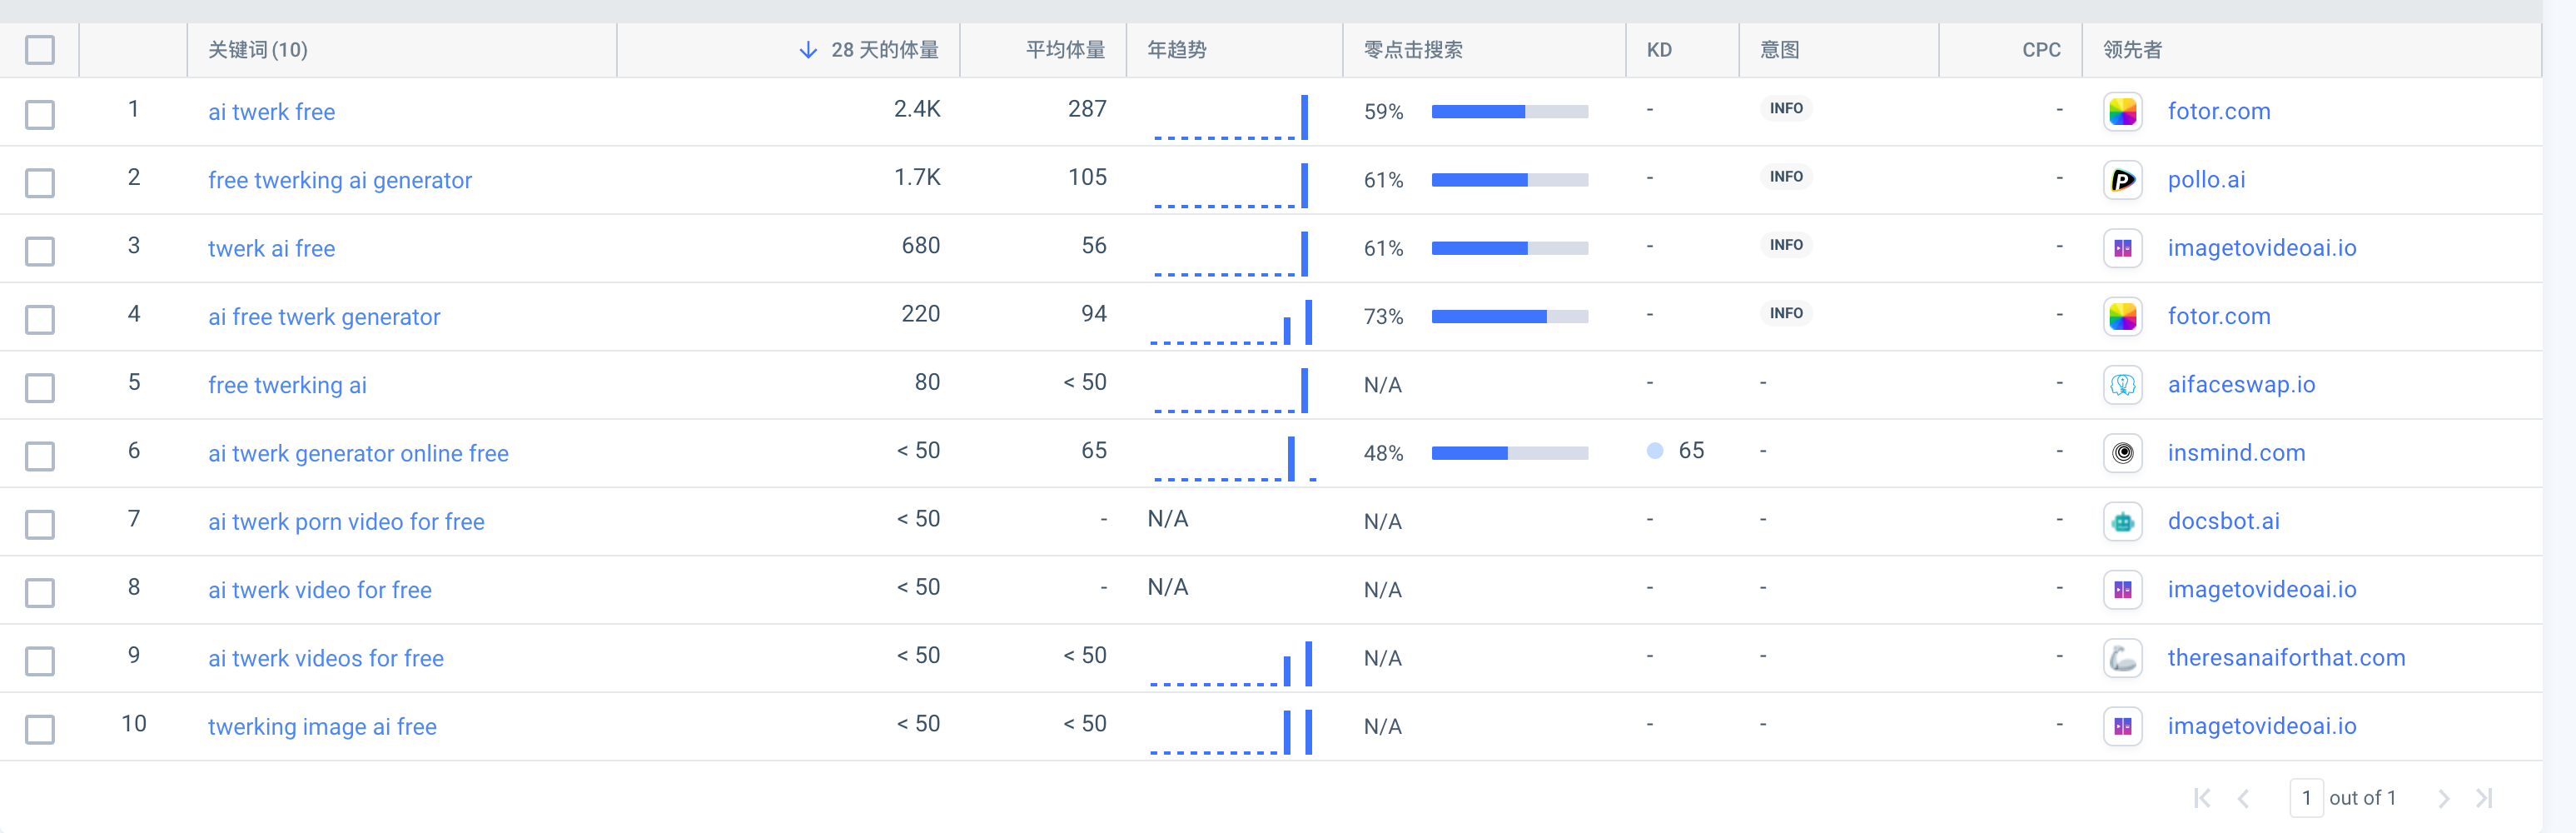 关键词 (10) 28 天的体量 平均体量 年趋势 零点击搜索 KD 意图 CPC 领先者
1 ai twerk free 2.4K 287 59% - INFO - fotor.com
2 free twerking ai generator 1.7K 105 61% - INFO - pollo.ai
3 twerk ai free 680 56 61% - INFO - imagetovideoai.io
4 ai free twerk generator 220 94 73% - INFO - fotor.com
5 free twerking ai 80 < 50 N/A - - - aifaceswap.io
6 ai twerk generator online free < 50 65 48% 65 - - insmind.com
7 ai twerk porn video for free < 50 - N/A N/A - - - docsbot.ai
8 ai twerk video for free < 50 - N/A N/A - - - imagetovideoai.io
9 ai twerk videos for free < 50 < 50 N/A - - - theresanaiforthat.com
10 twerking image ai free < 50 < 50 N/A - - - imagetovideoai.io
1 out of 1